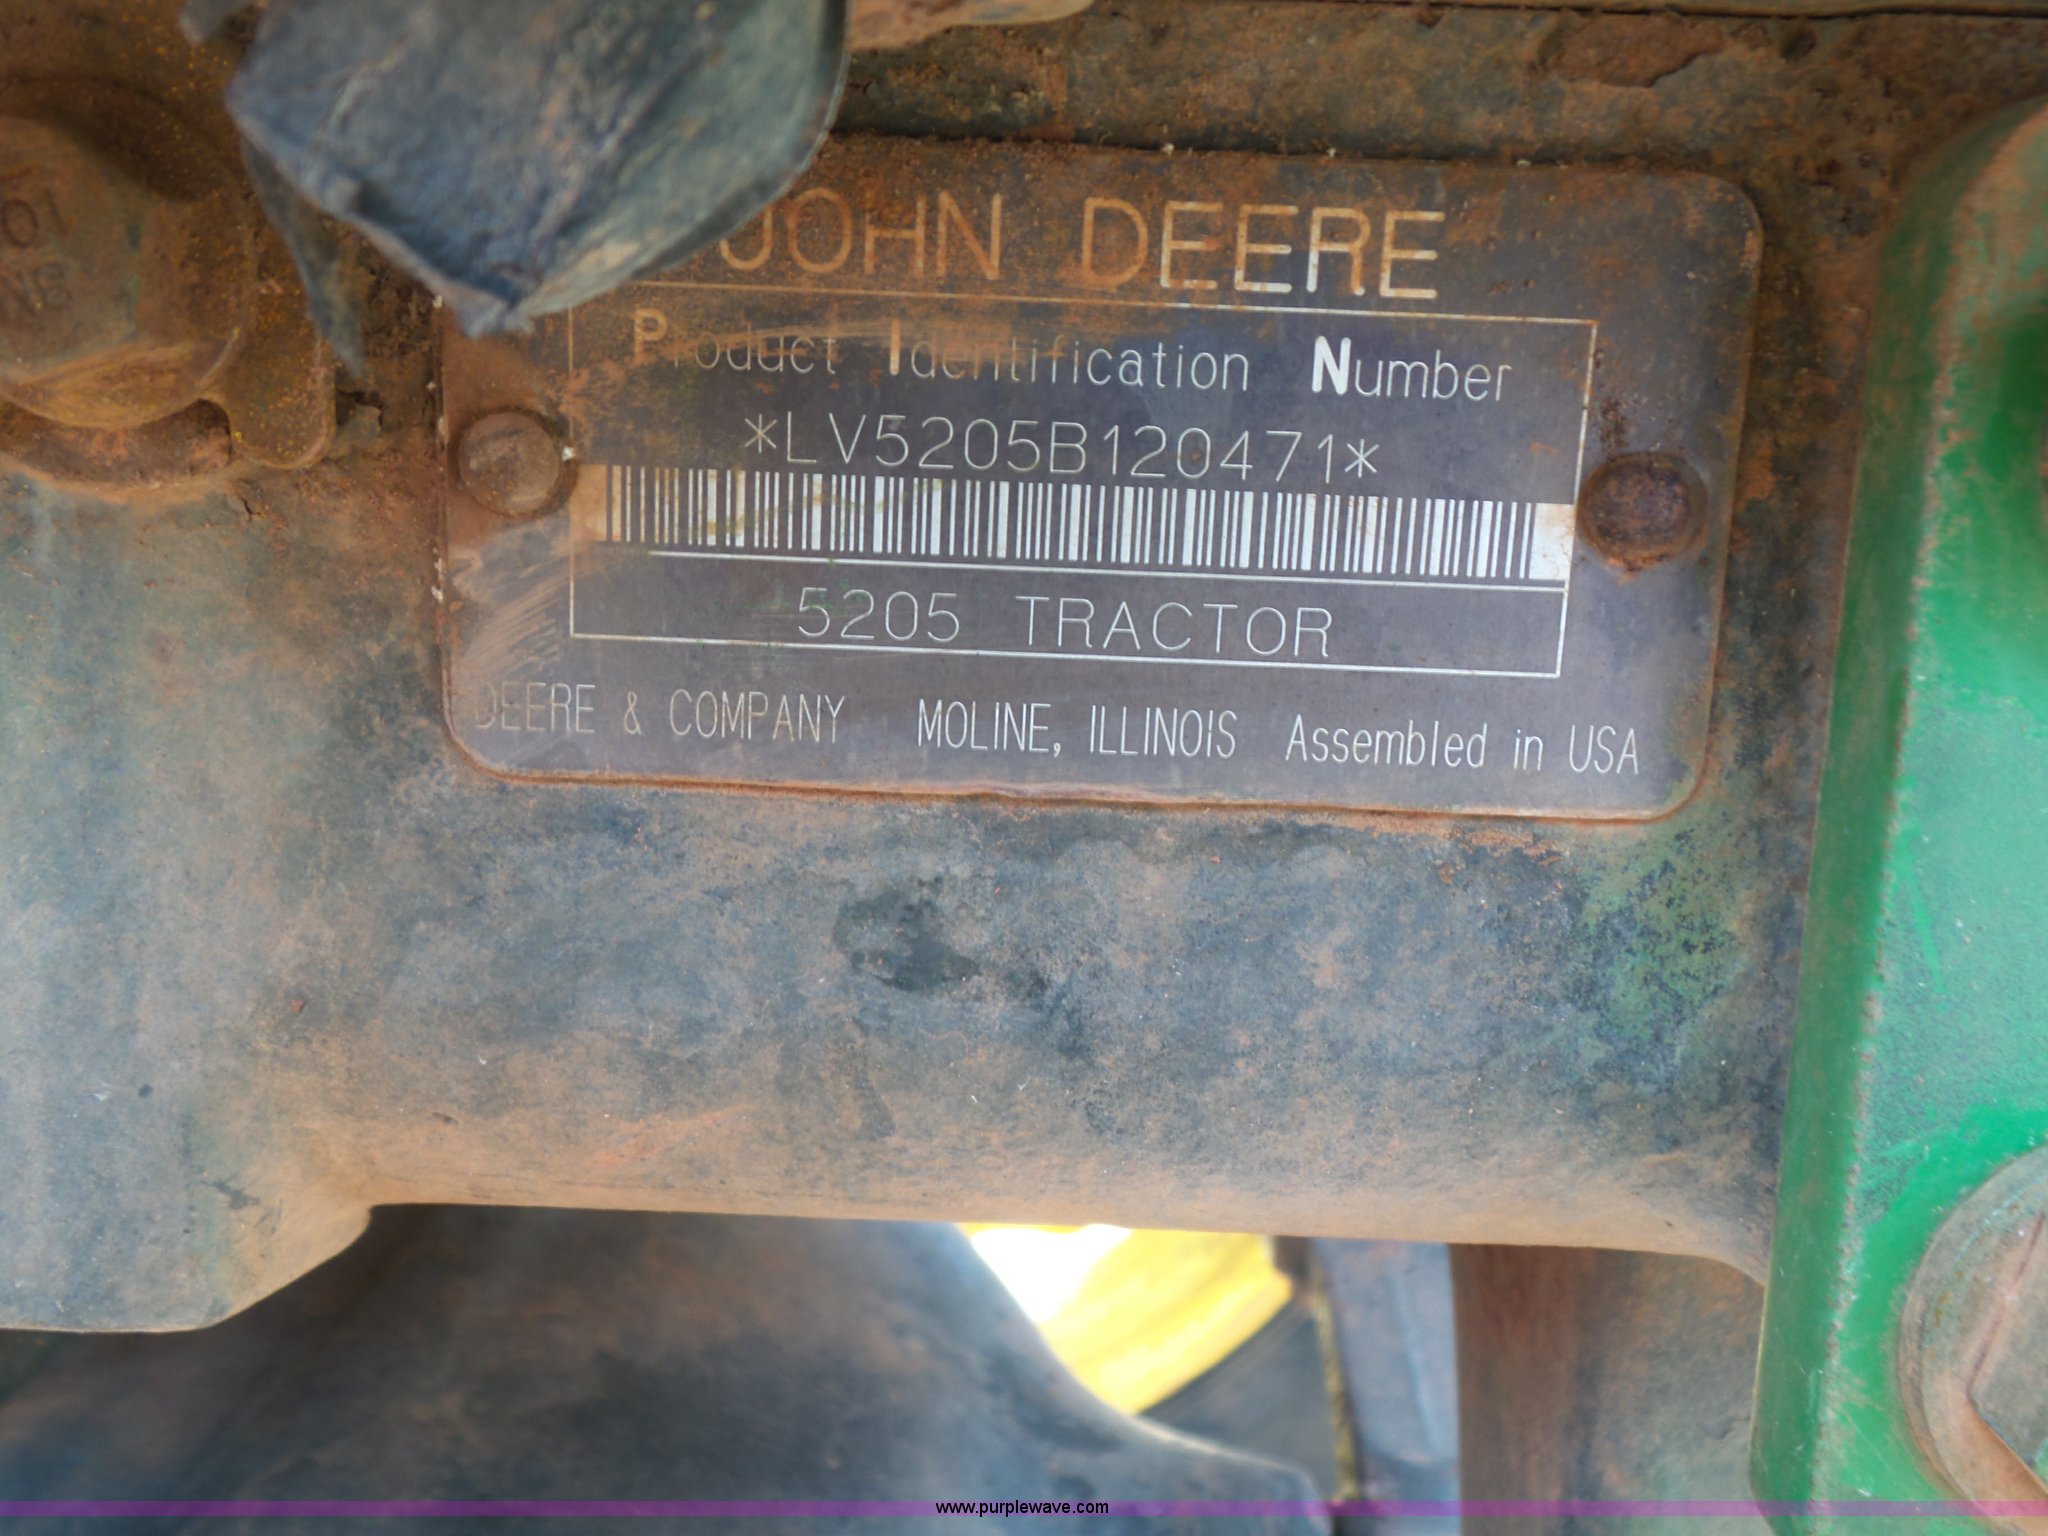 JOHN DEERE
Product Identification Number
*LV5205B120471*
5205 TRACTOR
DEERE & COMPANY MOLINE, ILLINOIS Assembled in USA
www.purplewave.com